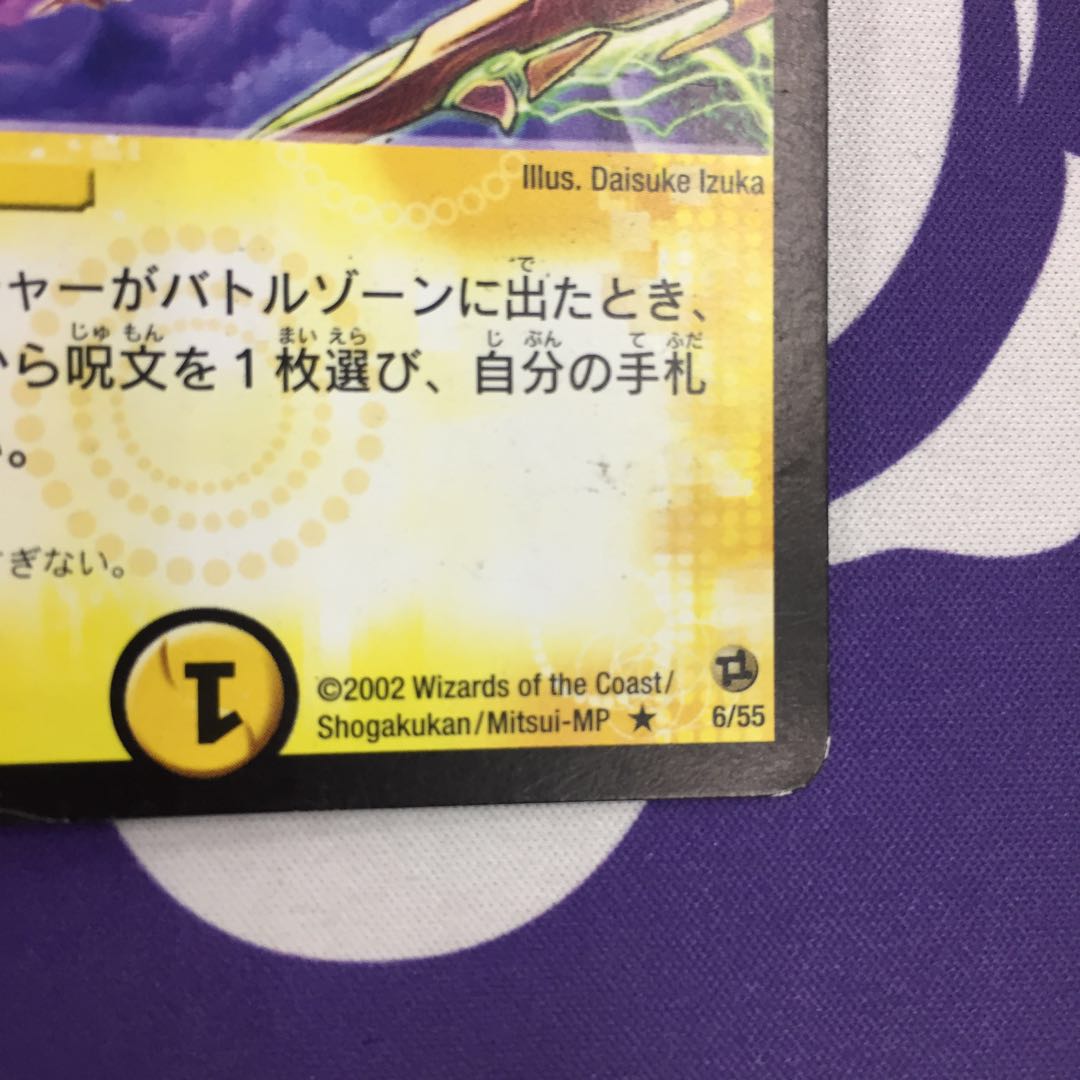 Illus. Daisuke Izuka
ャーがバトルゾーンに出たとき、
から呪文を1枚選び、自分の手札
。
ぎない。
1
©2002 Wizards of the Coast/
Shogakukan/Mitsui-MP ★ 6/55